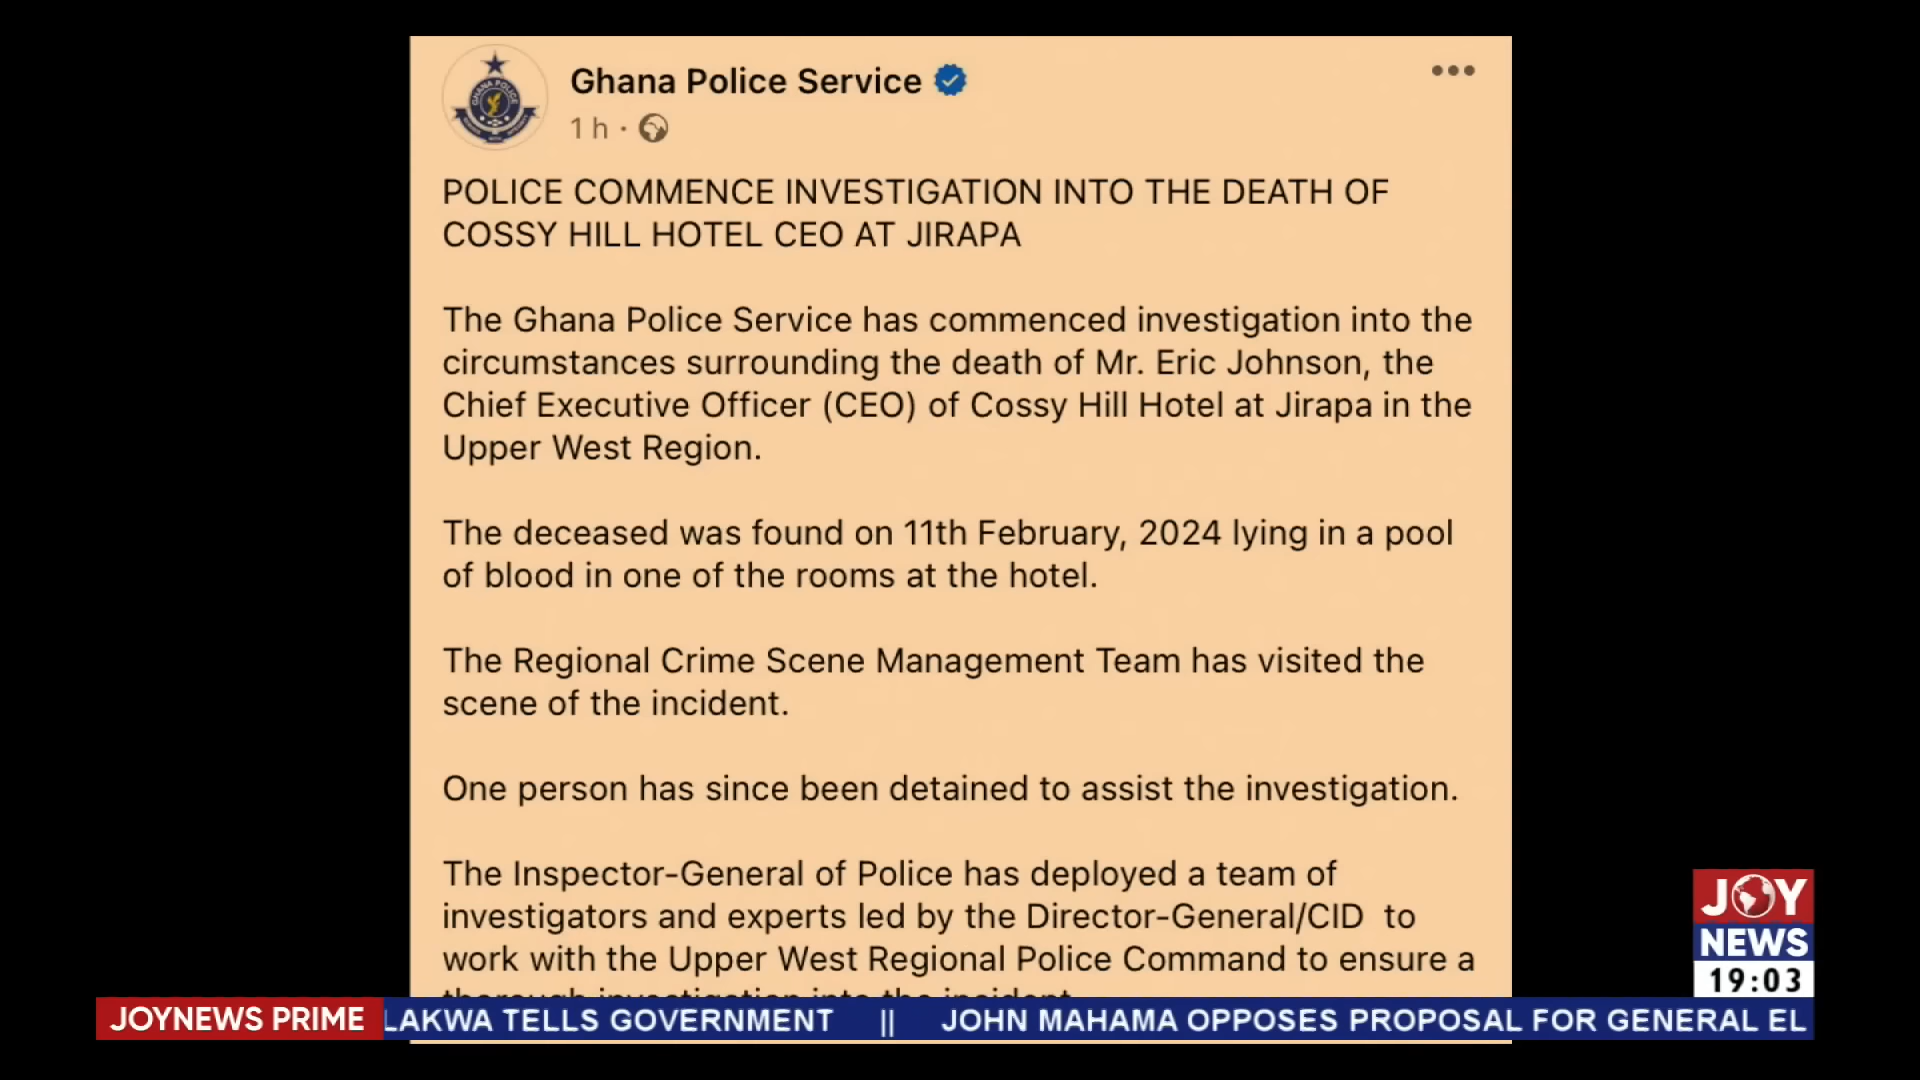 Ghana Police Service
1 h ·
POLICE COMMENCE INVESTIGATION INTO THE DEATH OF
COSSY HILL HOTEL CEO AT JIRAPA
The Ghana Police Service has commenced investigation into the
circumstances surrounding the death of Mr. Eric Johnson, the
Chief Executive Officer (CEO) of Cossy Hill Hotel at Jirapa in the
Upper West Region.
The deceased was found on 11th February, 2024 lying in a pool
of blood in one of the rooms at the hotel.
The Regional Crime Scene Management Team has visited the
scene of the incident.
One person has since been detained to assist the investigation.
The Inspector-General of Police has deployed a team of
investigators and experts led by the Director-General/CID to
work with the Upper West Regional Police Command to ensure a
thorough investigation into the incident
JOY
NEWS
19:03
JOYNEWS PRIME
LAKWA TELLS GOVERNMENT || JOHN MAHAMA OPPOSES PROPOSAL FOR GENERAL EL